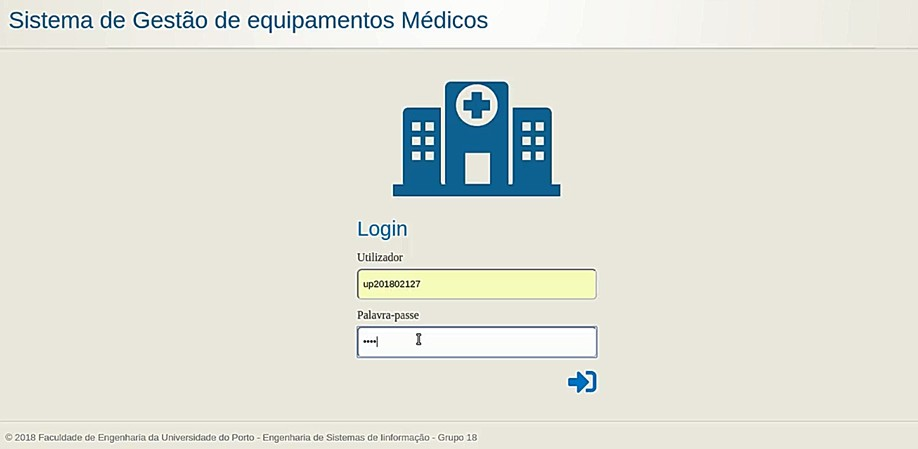 Sistema de Gestão de equipamentos Médicos
Login
Utilizador
up201802127
Palavra-passe
••••
© 2018 Faculdade de Engenharia da Universidade do Porto - Engenharia de Sistemas de Iinformação - Grupo 18